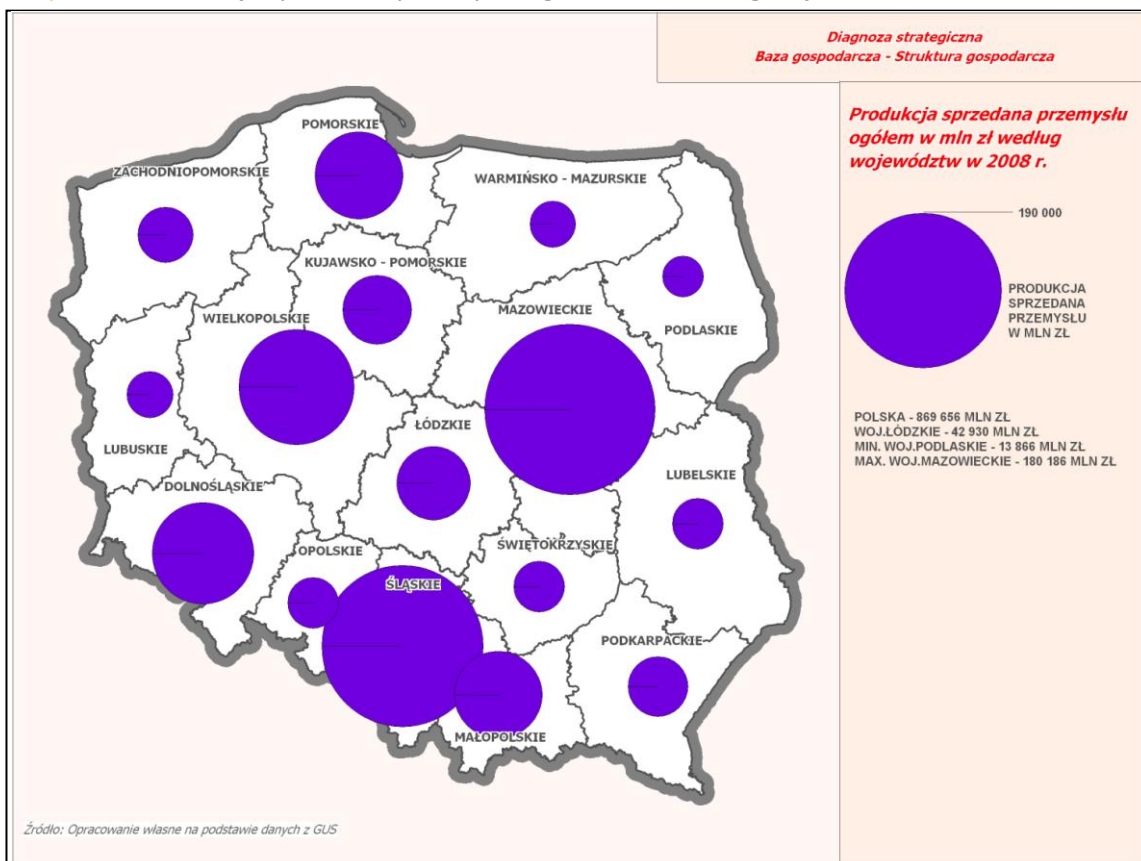 Diagnoza strategiczna
Baza gospodarcza - Struktura gospodarcza
Produkcja sprzedana przemysłu
ogółem w mln zł według
województw w 2008 r.
190 000
PRODUKCJA
SPRZEDANA
PRZEMYSŁU
W MLN ZŁ
POLSKA - 869 656 MLN ZŁ
WOJ.ŁÓDZKIE - 42 930 MLN ZŁ
MIN. WOJ.PODLASKIE - 13 866 MLN ZŁ
MAX. WOJ.MAZOWIECKIE - 180 186 MLN ZŁ
POMORSKIE
ZACHODNIOPOMORSKIE
WARMIŃSKO - MAZURSKIE
KUJAWSKO - POMORSKIE
MAZOWIECKIE
WIELKOPOLSKIE
PODLASKIE
ŁÓDZKIE
LUBUSKIE
LUBELSKIE
DOLNOŚLĄSKIE
OPOLSKIE
ŚWIĘTOKRZYSKIE
ŚLĄSKIE
PODKARPACKIE
MAŁOPOLSKIE
Źródło: Opracowanie własne na podstawie danych z GUS